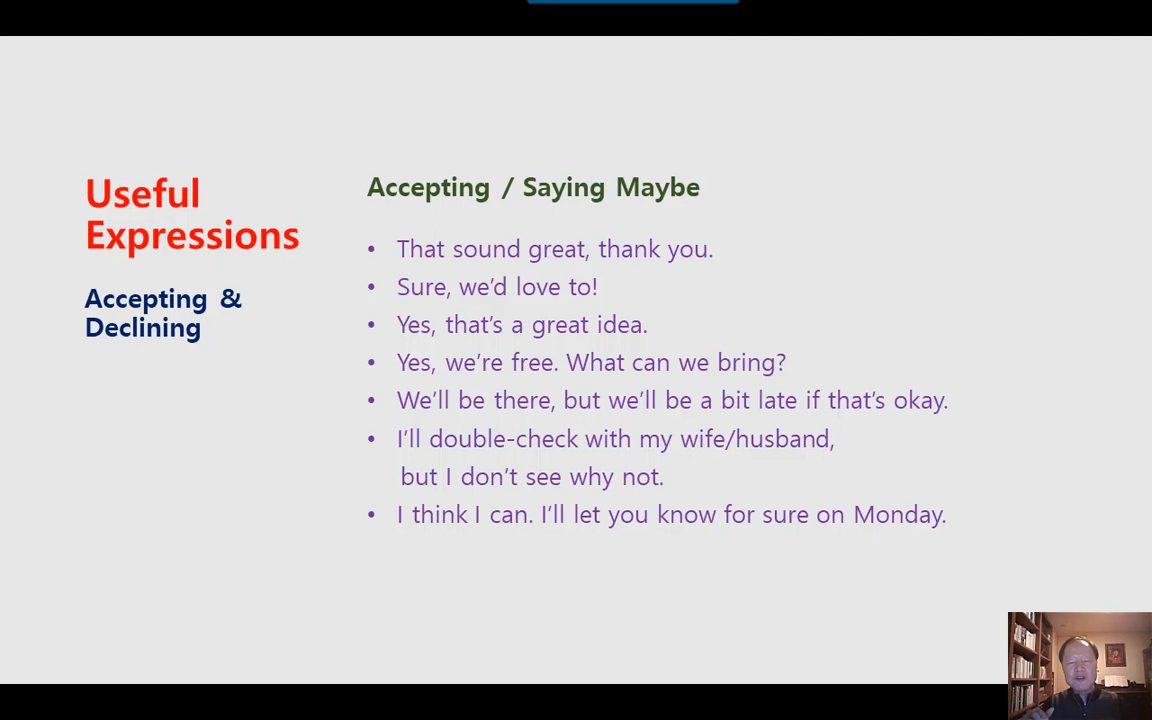 Useful
Expressions
Accepting &
Declining
Accepting / Saying Maybe
• That sound great, thank you.
• Sure, we’d love to!
• Yes, that’s a great idea.
• Yes, we’re free. What can we bring?
• We’ll be there, but we’ll be a bit late if that’s okay.
• I’ll double-check with my wife/husband,
but I don’t see why not.
• I think I can. I’ll let you know for sure on Monday.